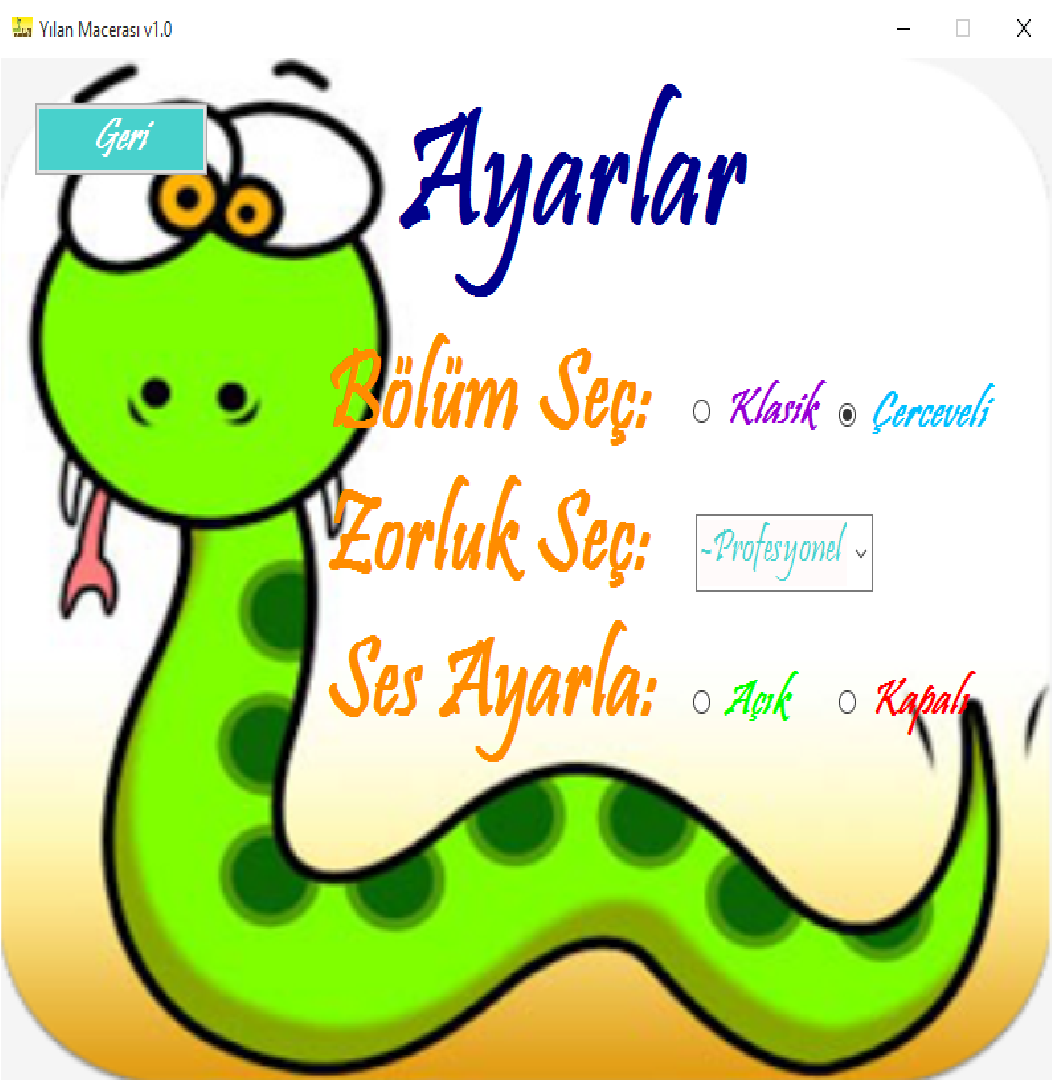 Yılan Macerası v1.0
Geri
Ayarlar
Bölüm Seç: Klasik Çerceveli
Zorluk Seç: ~Profesyonel
Ses Ayarla: Açık Kapalı